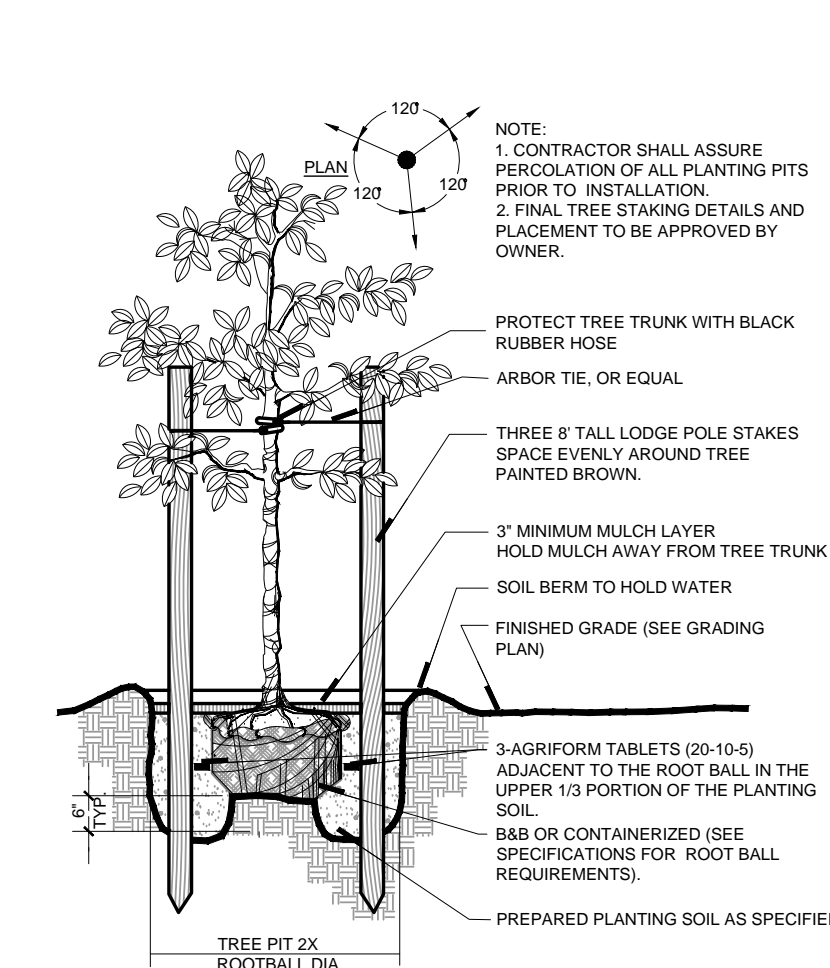 120
120
120
PLAN
NOTE:
1. CONTRACTOR SHALL ASSURE
PERCOLATION OF ALL PLANTING PITS
PRIOR TO INSTALLATION.
2. FINAL TREE STAKING DETAILS AND
PLACEMENT TO BE APPROVED BY
OWNER.
PROTECT TREE TRUNK WITH BLACK
RUBBER HOSE
ARBOR TIE, OR EQUAL
THREE 8' TALL LODGE POLE STAKES
SPACE EVENLY AROUND TREE
PAINTED BROWN.
3" MINIMUM MULCH LAYER
HOLD MULCH AWAY FROM TREE TRUNK
SOIL BERM TO HOLD WATER
FINISHED GRADE (SEE GRADING
PLAN)
3-AGRIFORM TABLETS (20-10-5)
ADJACENT TO THE ROOT BALL IN THE
UPPER 1/3 PORTION OF THE PLANTING
SOIL.
B&B OR CONTAINERIZED (SEE
SPECIFICATIONS FOR ROOT BALL
REQUIREMENTS).
PREPARED PLANTING SOIL AS
6"
TYP.
TREE PIT 2X
ROOTBALL DIA